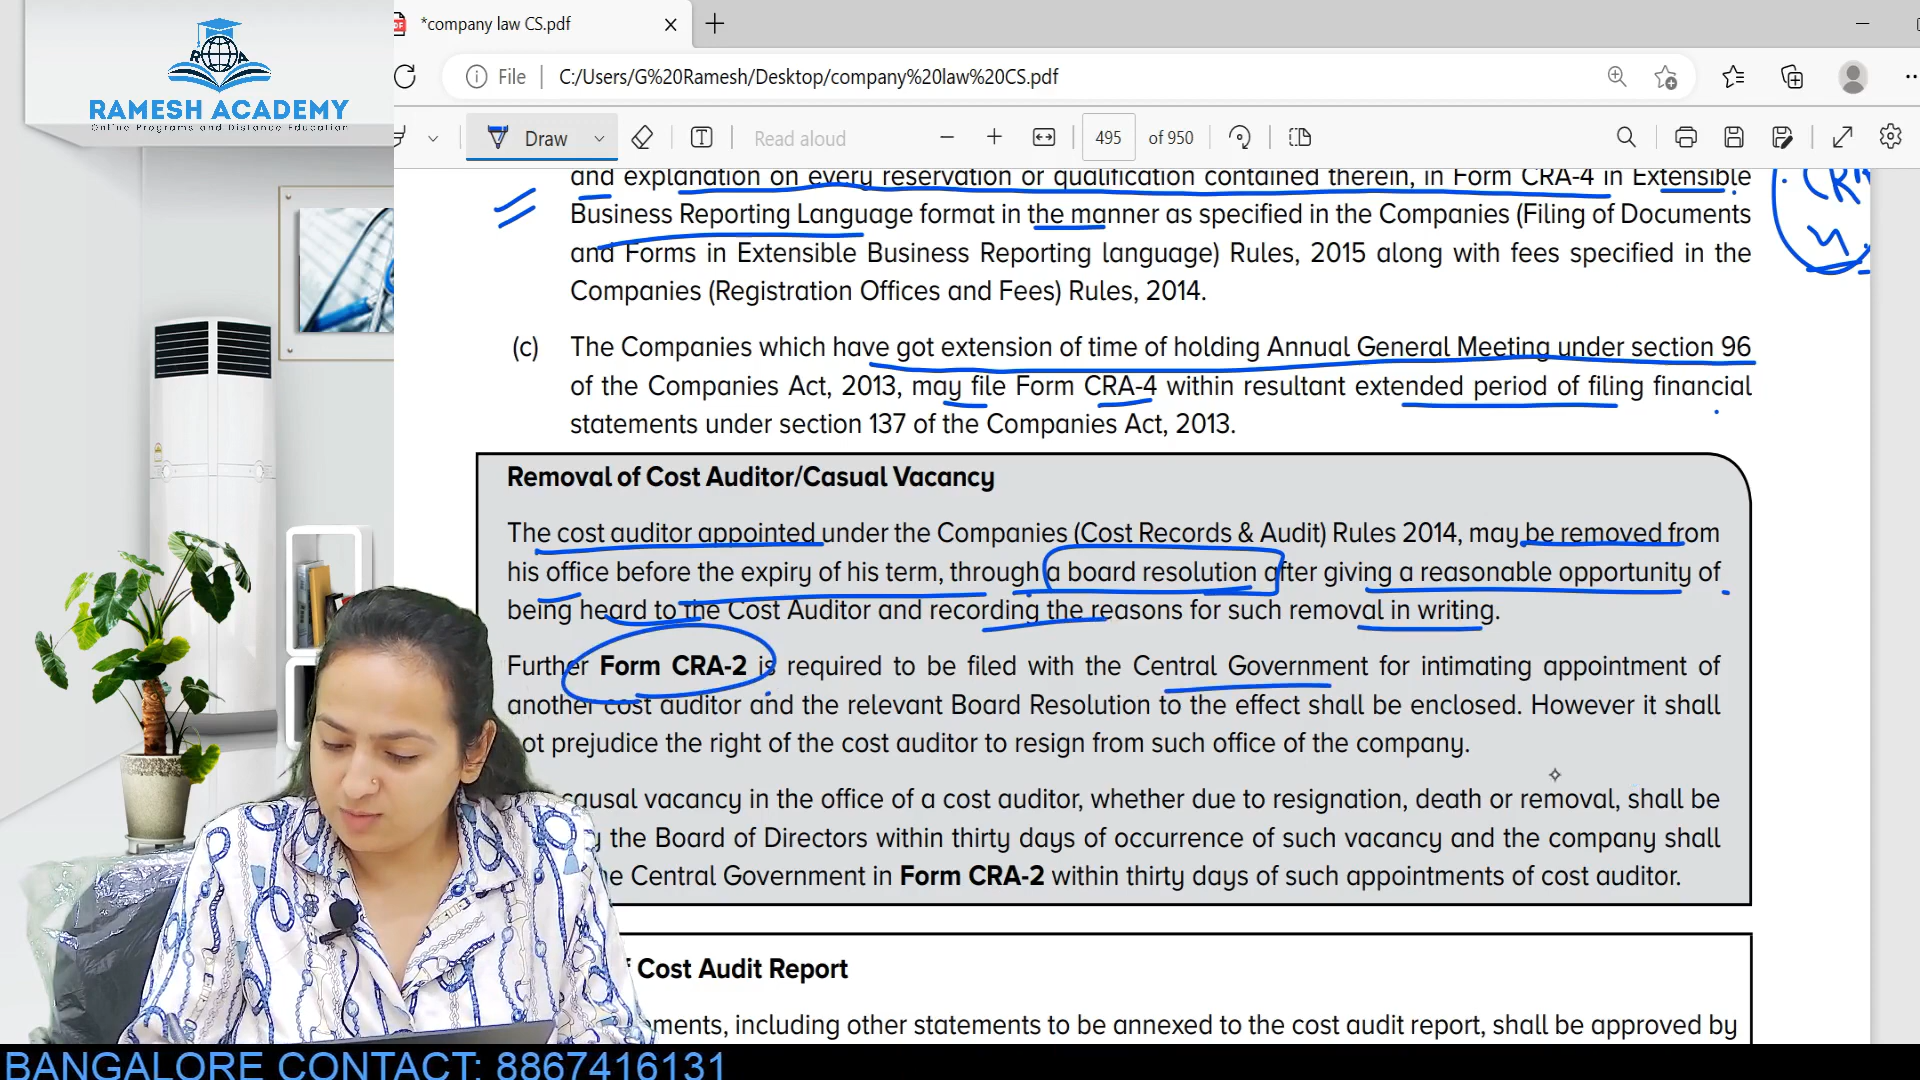 RAMESH ACADEMY
Online Programs and Distance Education
*company law CS.pdf
File
C:/Users/G%20Ramesh/Desktop/company%20law%20CS.pdf
Draw
Read aloud
495 of 950
and explanation on every reservation or qualification contained therein, in Form CRA-4 in Extensible
Business Reporting Language format in the manner as specified in the Companies (Filing of Documents
and Forms in Extensible Business Reporting language) Rules, 2015 along with fees specified in the
Companies (Registration Offices and Fees) Rules, 2014.
(c) The Companies which have got extension of time of holding Annual General Meeting under section 96
of the Companies Act, 2013, may file Form CRA-4 within resultant extended period of filing financial
statements under section 137 of the Companies Act, 2013.
Removal of Cost Auditor/Casual Vacancy
The cost auditor appointed under the Companies (Cost Records & Audit) Rules 2014, may be removed from
his office before the expiry of his term, through a board resolution after giving a reasonable opportunity of
being heard to the Cost Auditor and recording the reasons for such removal in writing.
Further Form CRA-2 is required to be filed with the Central Government for intimating appointment of
another cost auditor and the relevant Board Resolution to the effect shall be enclosed. However it shall
not prejudice the right of the cost auditor to resign from such office of the company.
causal vacancy in the office of a cost auditor, whether due to resignation, death or removal, shall be
the Board of Directors within thirty days of occurrence of such vacancy and the company shall
Central Government in Form CRA-2 within thirty days of such appointments of cost auditor.
Cost Audit Report
including other statements to be annexed to the cost audit report, shall be approved by
BANGALORE CONTACT: 8867416131